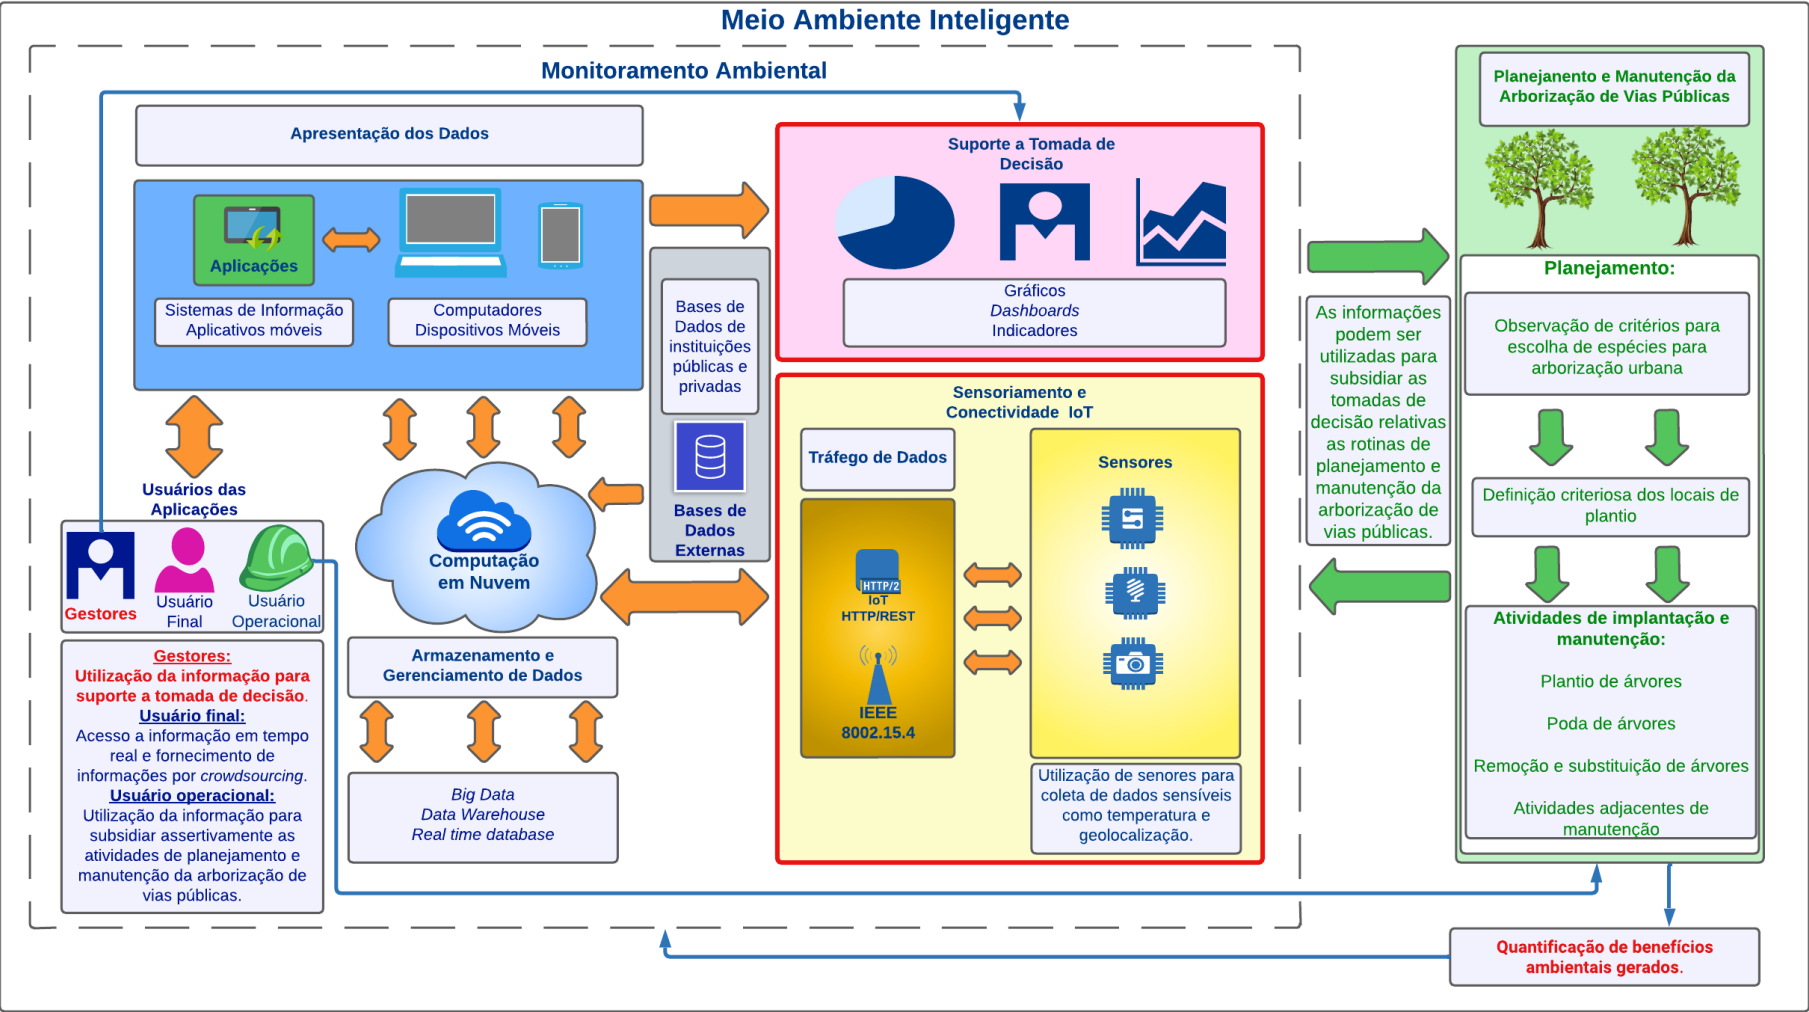 Meio Ambiente Inteligente
Monitoramento Ambiental
Apresentação dos Dados
Aplicações
Sistemas de Informação
Aplicativos móveis
Computadores
Dispositivos Móveis
Usuários das
Aplicações
Gestores
Usuário
Final
Usuário
Operacional
Gestores:
Utilização da informação para
suporte a tomada de decisão.
Usuário final:
Acesso a informação em tempo
real e fornecimento de
informações por crowdsourcing.
Usuário operacional:
Utilização da informação para
subsidiar assertivamente as
atividades de planejamento e
manutenção da arborização de
vias públicas.
Computação
em Nuvem
Armazenamento e
Gerenciamento de Dados
Big Data
Data Warehouse
Real time database
Bases de
Dados de
instituições
públicas e
privadas
Bases de
Dados
Externas
Suporte a Tomada de
Decisão
Gráficos
Dashboards
Indicadores
Sensoriamento e
Conectividade IoT
Tráfego de Dados
HTTP/2
IoT
HTTP/REST
IEEE
8002.15.4
Sensores
Utilização de senores para
coleta de dados sensíveis
como temperatura e
geolocalização.
As informações
podem ser
utilizadas para
subsidiar as
tomadas de
decisão relativas
as rotinas de
planejamento e
manutenção da
arborização de
vias públicas.
Planejanento e Manutenção da
Arborização de Vias Públicas
Planejamento:
Observação de critérios para
escolha de espécies para
arborização urbana
Definição criteriosa dos locais de
plantio
Atividades de implantação e
manutenção:
Plantio de árvores
Poda de árvores
Remoção e substituição de árvores
Atividades adjacentes de
manutenção
Quantificação de benefícios
ambientais gerados.